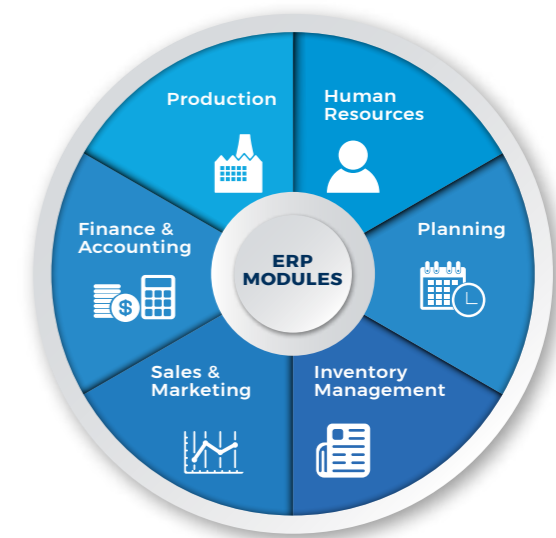 Production
Human
Resources
Finance &
Accounting
ERP
MODULES
Planning
Sales &
Marketing
Inventory
Management
$